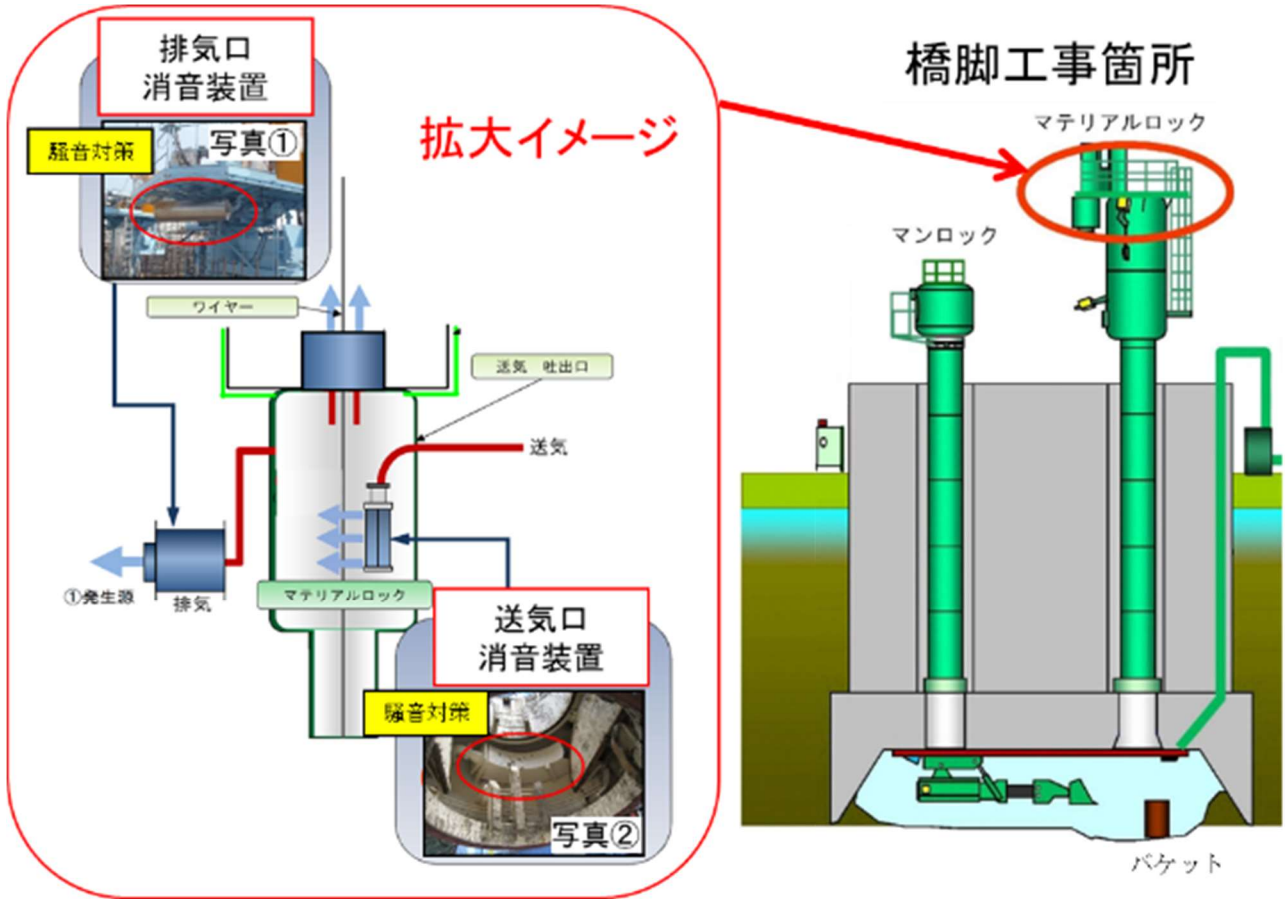 排気口
消音装置
騒音対策
写真①
拡大イメージ
ワイヤー
送気 吐出口
送気
①発生源
排気
マテリアルロック
送気口
消音装置
騒音対策
写真②
橋脚工事箇所
マテリアルロック
マンロック
バケット